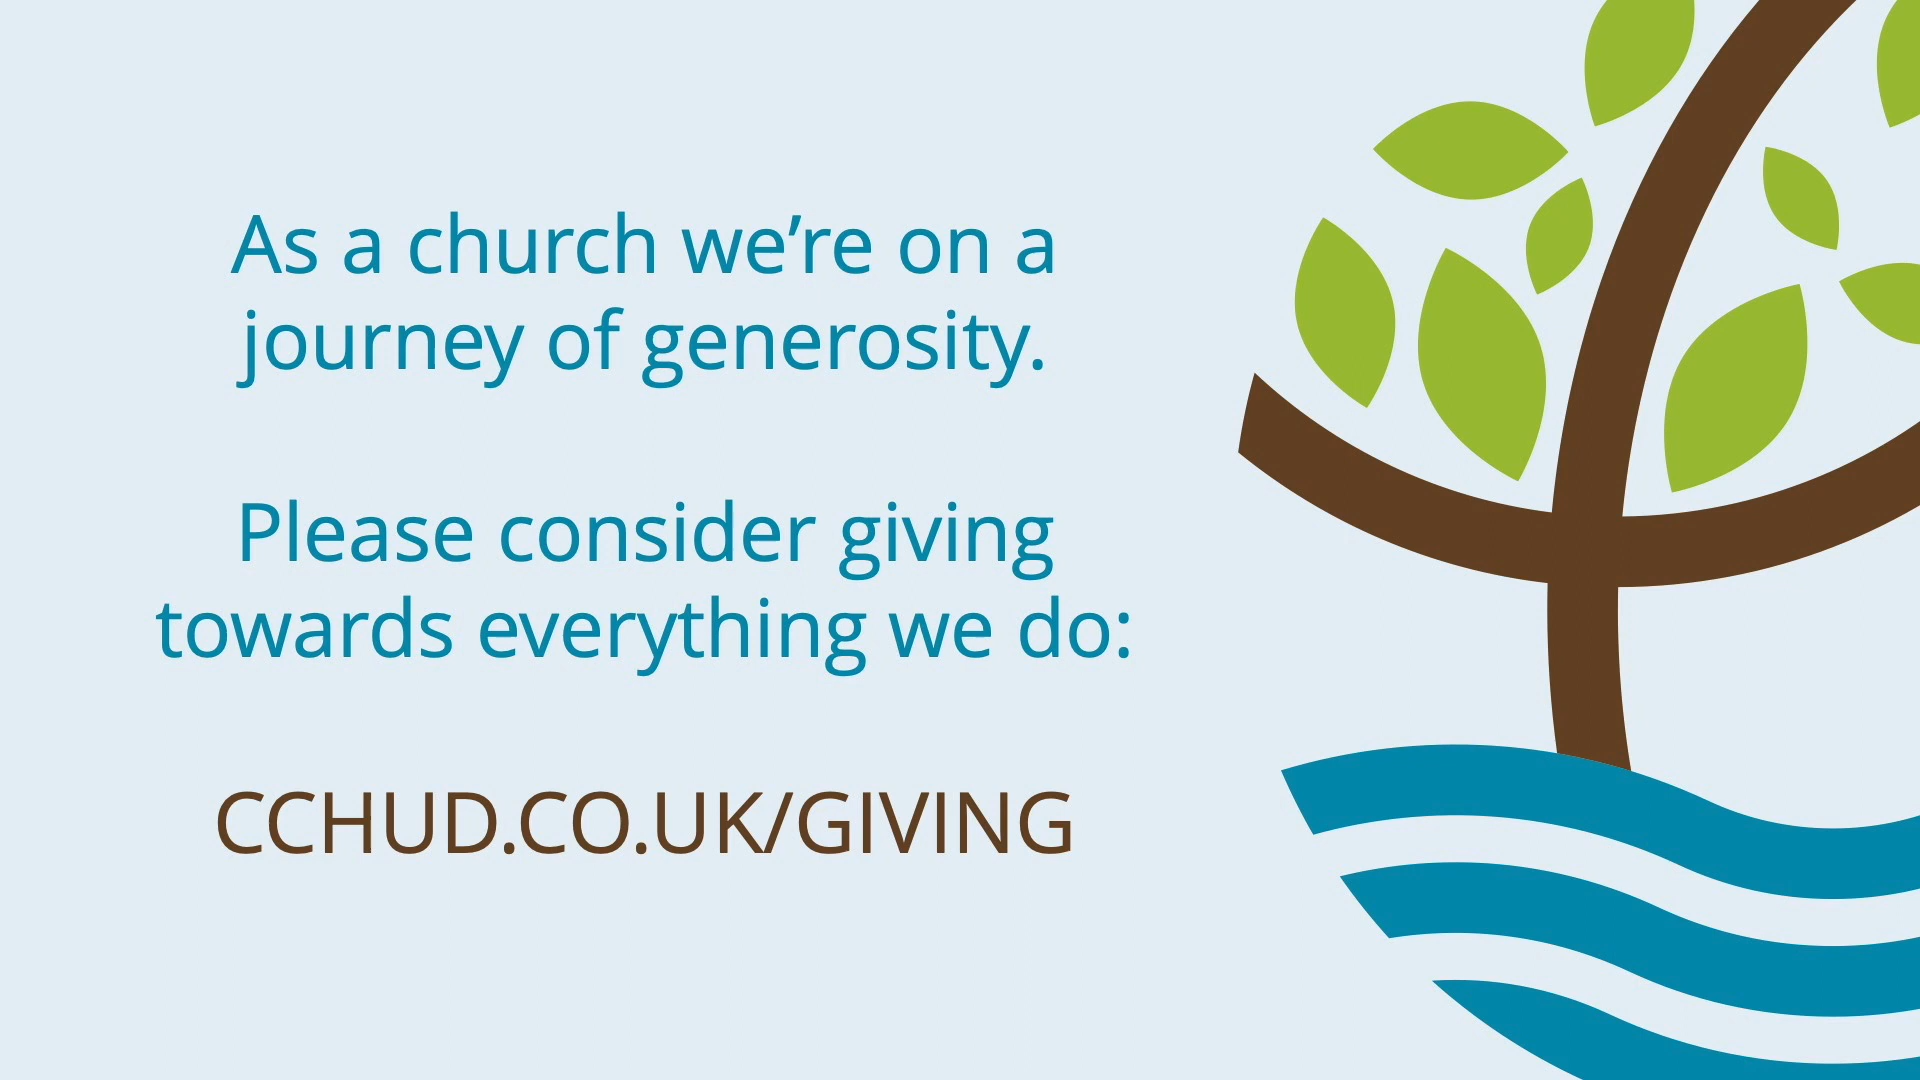 As a church we’re on a
journey of generosity.
Please consider giving
towards everything we do:
CCHUD.CO.UK/GIVING